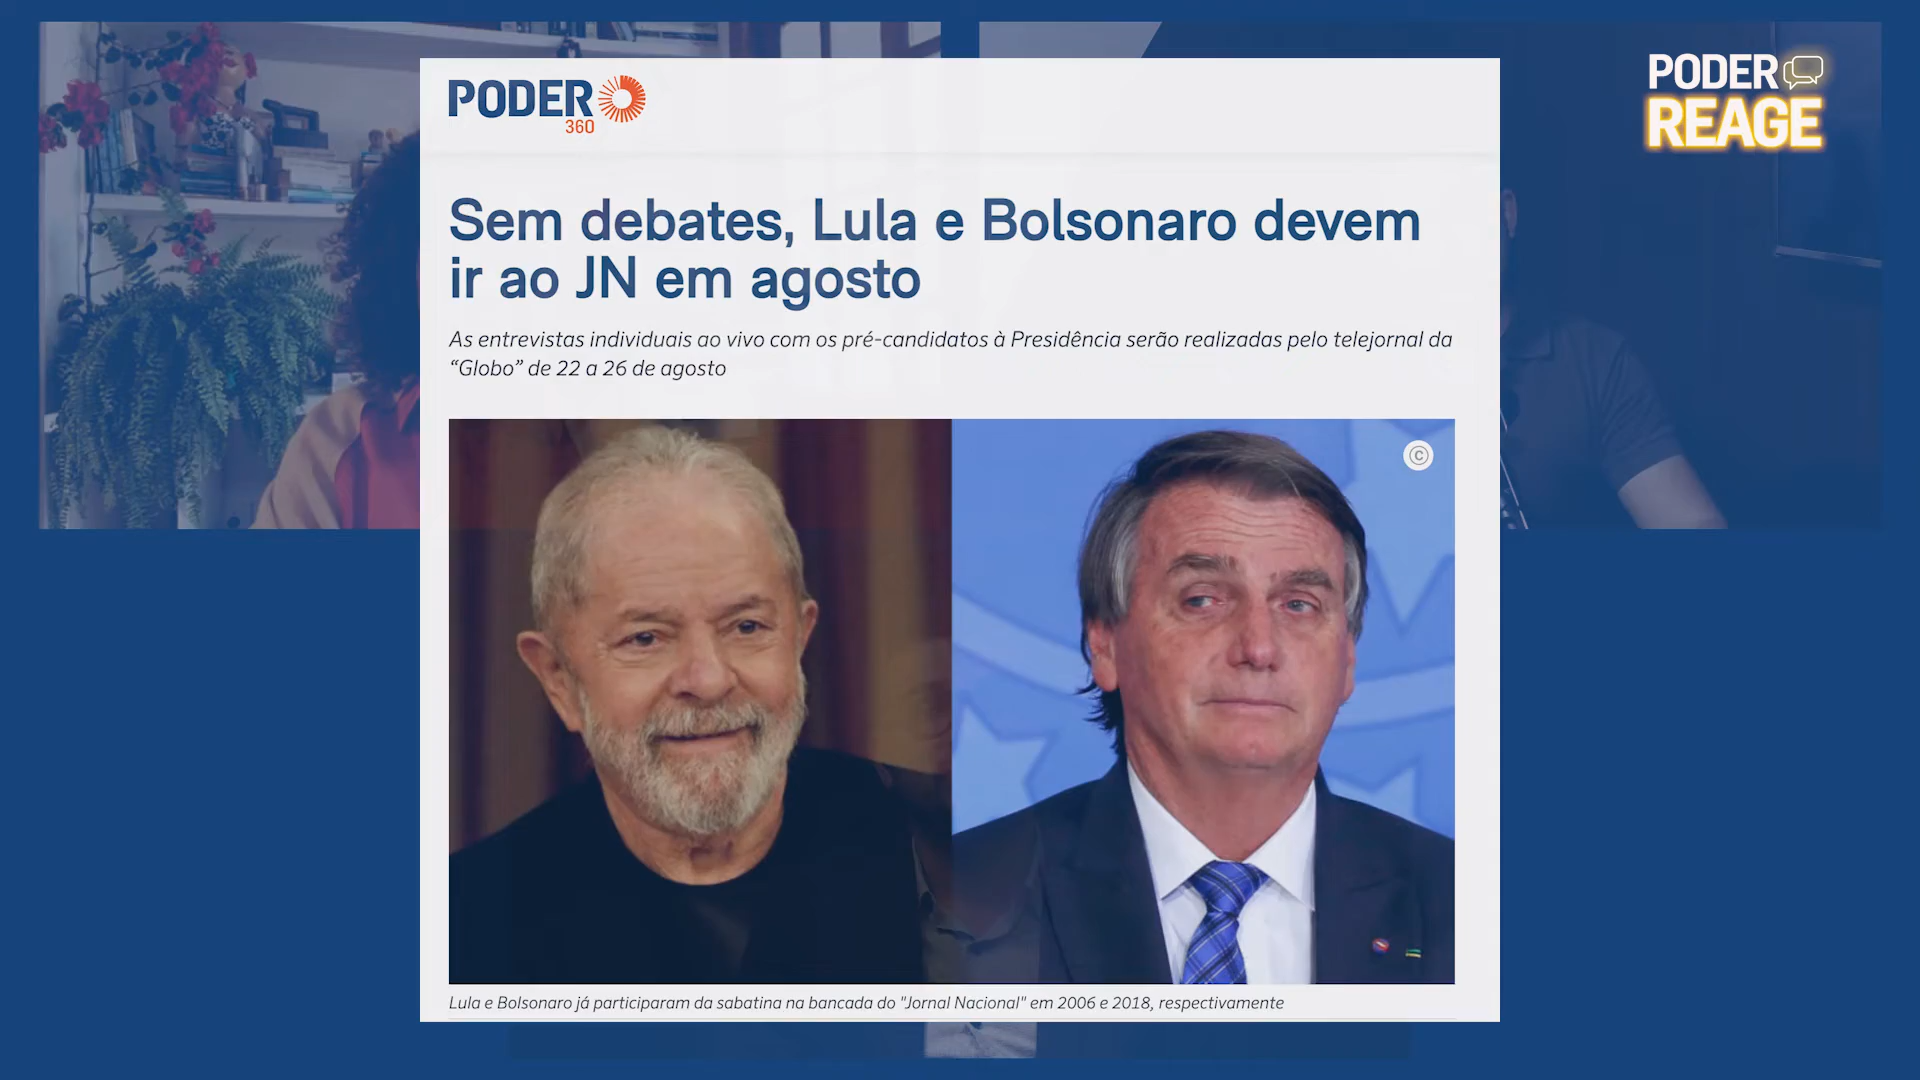 PODER
360
PODER
REAGE
Sem debates, Lula e Bolsonaro devem
ir ao JN em agosto
As entrevistas individuais ao vivo com os pré-candidatos à Presidência serão realizadas pelo telejornal da
“Globo” de 22 a 26 de agosto
©
Lula e Bolsonaro já participaram da sabatina na bancada do "Jornal Nacional" em 2006 e 2018, respectivamente